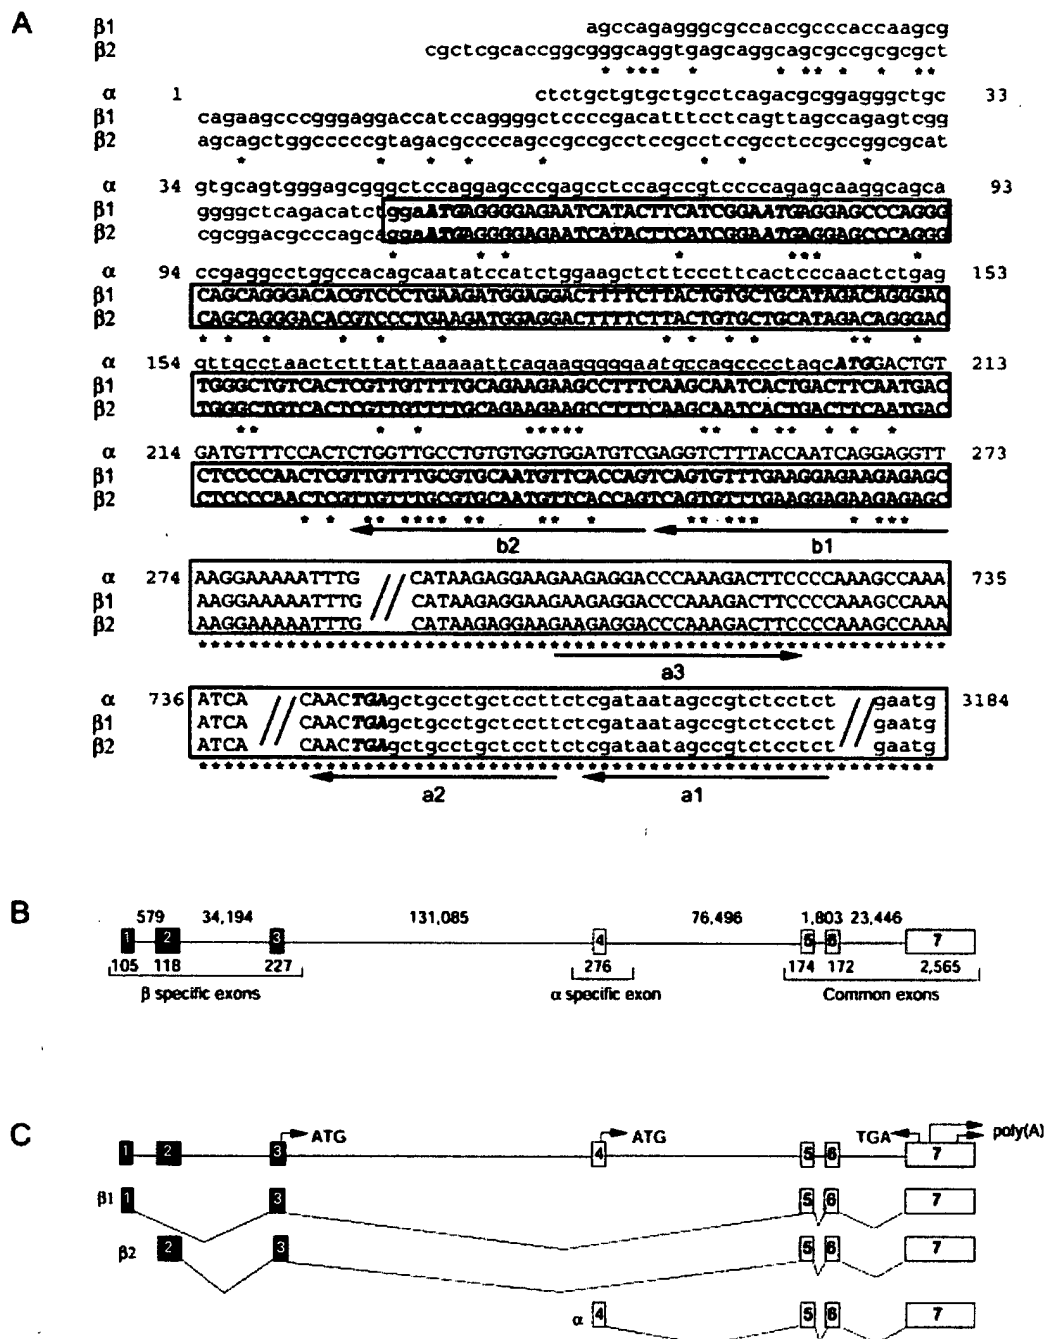 A
β1 agccagagggcgccaccgcccaccaagcg
β2 cgctcgcaccggcgggcaggtgagcaggcagcgccgcgcgct
α 1 ctctgctgtgctgcctcagacgcggagggctgc 33
β1 cagaagcccgggaggaccatccaggggctccccgacatttcctcagttagccagagtcgg
β2 agcagctggcccccgtagacgccccagccgccgcctccgcctccgcctccgccggcgcat
α 34 gtgcagtgggagcgggctccaggagcccgagcctccagccgtccccagagcaaggcagca 93
β1 ggggctcagacatctggaATGAGGGGAGAATCATACTTCATCGGAATGAGGAGCCCAGGG
β2 cgcggacgcccagcaggaATGAGGGGAGAATCATACTTCATCGGAATGAGGAGCCCAGGG
α 94 ccgaggcctggccacagcaatatccatctggaagctcttcccttcactcccaactctgag 153
β1 CAGCAGGGACACGTCCCTGAAGATGGAGGACTTTTCTTACTGTGCTGCATAGACAGGGAC
β2 CAGCAGGGACACGTCCCTGAAGATGGAGGACTTTTCTTACTGTGCTGCATAGACAGGGAC
α 154 gttgcctaactctttattaaaaattcagaagggggaatgccagcccctagcATGGACTGT 213
β1 TGGGCTGTCACTCGTTGTTTTGCAGAAGAAGCCTTTCAAGCAATCACTGACTTCAATGAC
β2 TGGGCTGTCACTCGTTGTTTTGCAGAAGAAGCCTTTCAAGCAATCACTGACTTCAATGAC
α 214 GATGTTTCCACTCTGGTTGCCTGTGTGGTGGATGTCGAGGTCTTTACCAATCAGGAGGTT 273
β1 CTCCCCAACTCGTTGTTTGCGTGCAATGTTCACCAGTCAGTGTTTGAAGGAGAAGAGAGC
β2 CTCCCCAACTCGTTGTTTGCGTGCAATGTTCACCAGTCAGTGTTTGAAGGAGAAGAGAGC
b2 b1
α 274 AAGGAAAAATTTG // CATAAGAGGAAGAAGAGGACCCAAAGACTTCCCCAAAGCCAAA 735
β1 AAGGAAAAATTTG // CATAAGAGGAAGAAGAGGACCCAAAGACTTCCCCAAAGCCAAA
β2 AAGGAAAAATTTG // CATAAGAGGAAGAAGAGGACCCAAAGACTTCCCCAAAGCCAAA
a3
α 736 ATCA // CAACTGAgctgcctgctccttctcgataatagccgtctcctct // gaatg 3184
β1 ATCA // CAACTGAgctgcctgctccttctcgataatagccgtctcctct // gaatg
β2 ATCA // CAACTGAgctgcctgctccttctcgataatagccgtctcctct // gaatg
a2 a1
B
579 34,194 131,085 76,496 1,803 23,446
1 2 3 4 5 6 7
105 118 227 276 174 172 2,565
β specific exons α specific exon Common exons
C
ATG ATG TGA poly(A)
1 2 3 4 5 6 7
β1 1 3 5 6 7
β2 2 3 5 6 7
α 4 5 6 7